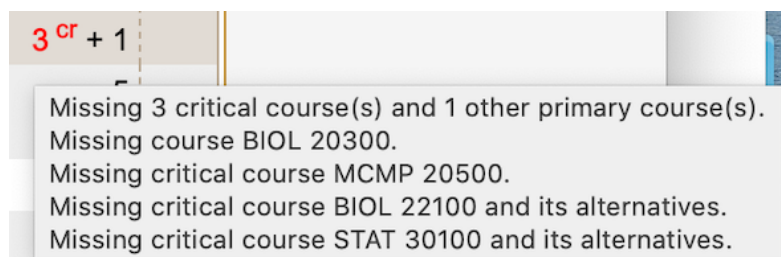 3 cr + 1
Missing 3 critical course(s) and 1 other primary course(s).
Missing course BIOL 20300.
Missing critical course MCMP 20500.
Missing critical course BIOL 22100 and its alternatives.
Missing critical course STAT 30100 and its alternatives.